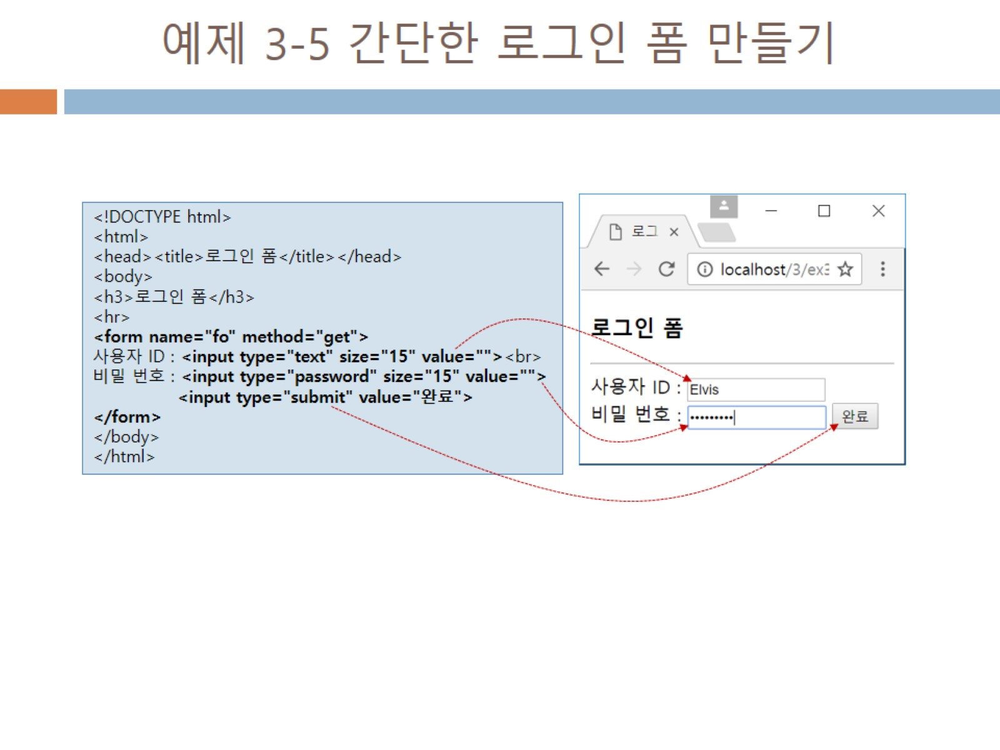 예제 3-5 간단한 로그인 폼 만들기
<!DOCTYPE html>
<html>
<head><title>로그인 폼</title></head>
<body>
<h3>로그인 폼</h3>
<hr>
<form name="fo" method="get">
사용자 ID : <input type="text" size="15" value=""><br>
비밀 번호 : <input type="password" size="15" value="">
<input type="submit" value="완료">
</form>
</body>
</html>
로그
localhost/3/ex3
로그인 폼
사용자 ID : Elvis
비밀 번호 : ••••••••• 완료